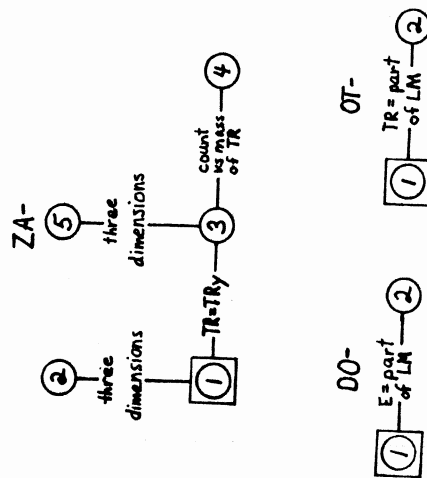 ZA-
2
5
three
dimensions
three
dimensions
1
TR=TRy
3
count
vs mass
of TR
4
DO-
1
E=part
of LM
2
OT-
1
TR=part
of LM
2